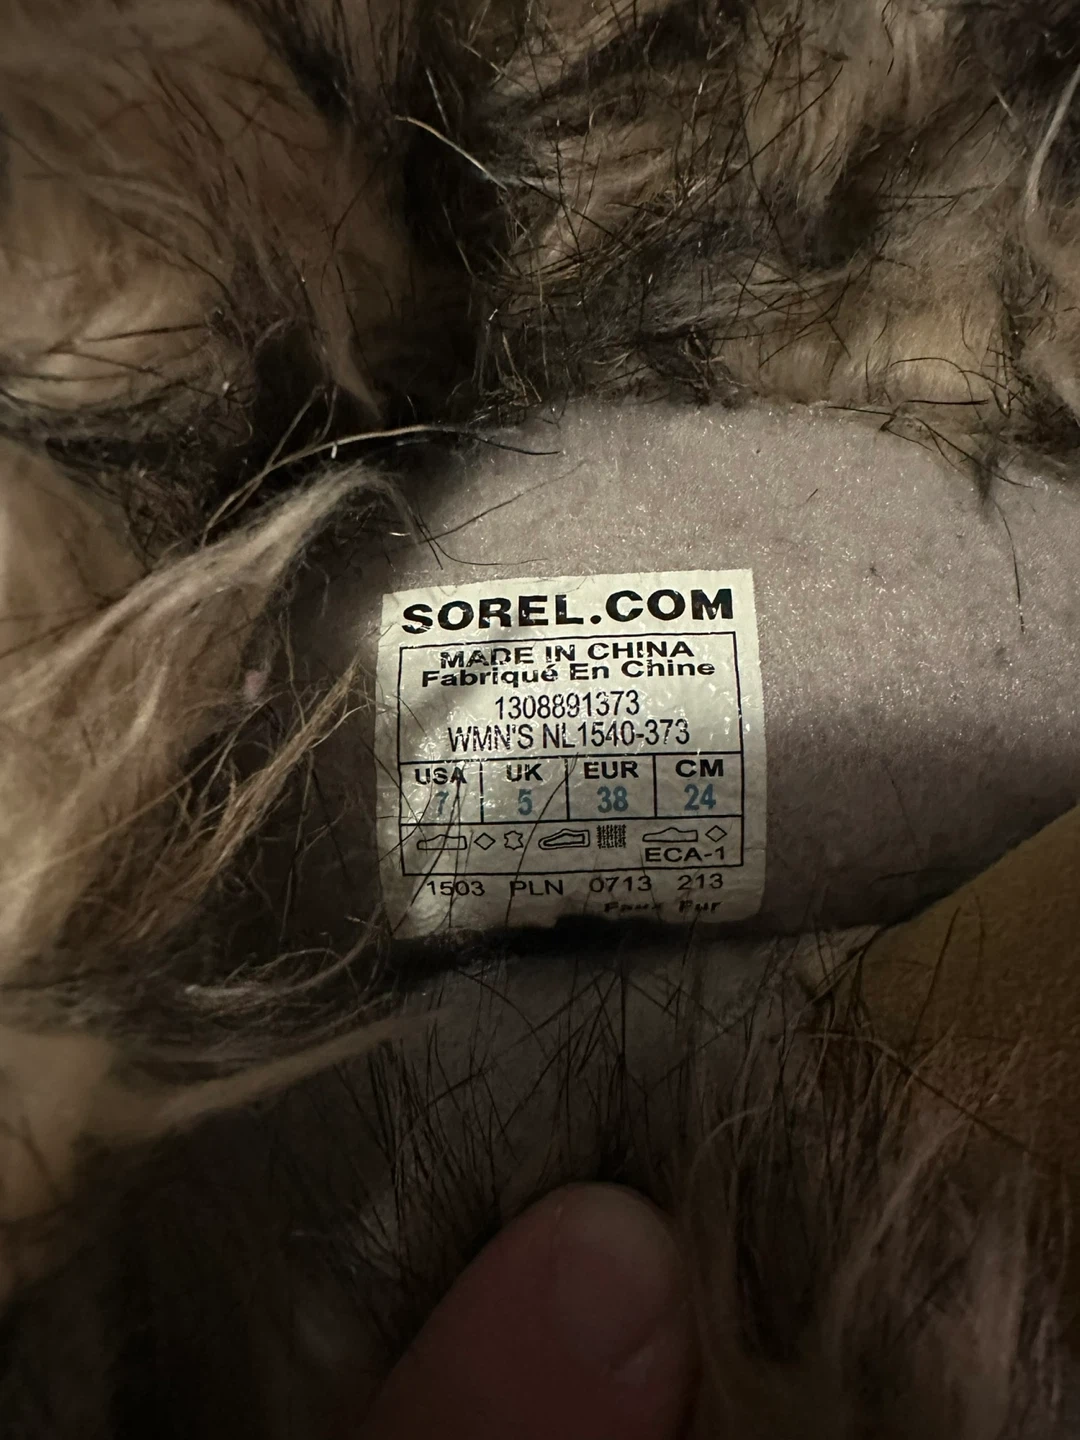 SOREL.COM
MADE IN CHINA
Fabriqué En Chine
1308891373
WMN'S NL1540-373
USA UK EUR CM
7 5 38 24
ECA-1
1503 PLN 0713 213
Faux Fur